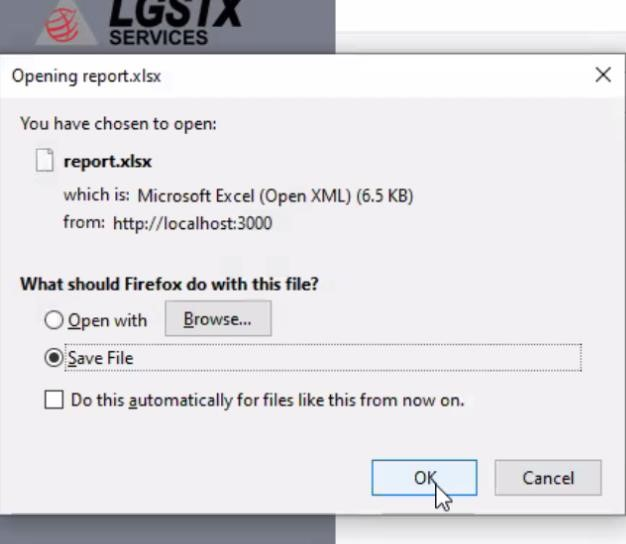 LGSTX
SERVICES
Opening report.xlsx
You have chosen to open:
report.xlsx
which is: Microsoft Excel (Open XML) (6.5 KB)
from: http://localhost:3000
What should Firefox do with this file?
Open with Browse...
Save File
Do this automatically for files like this from now on.
OK Cancel